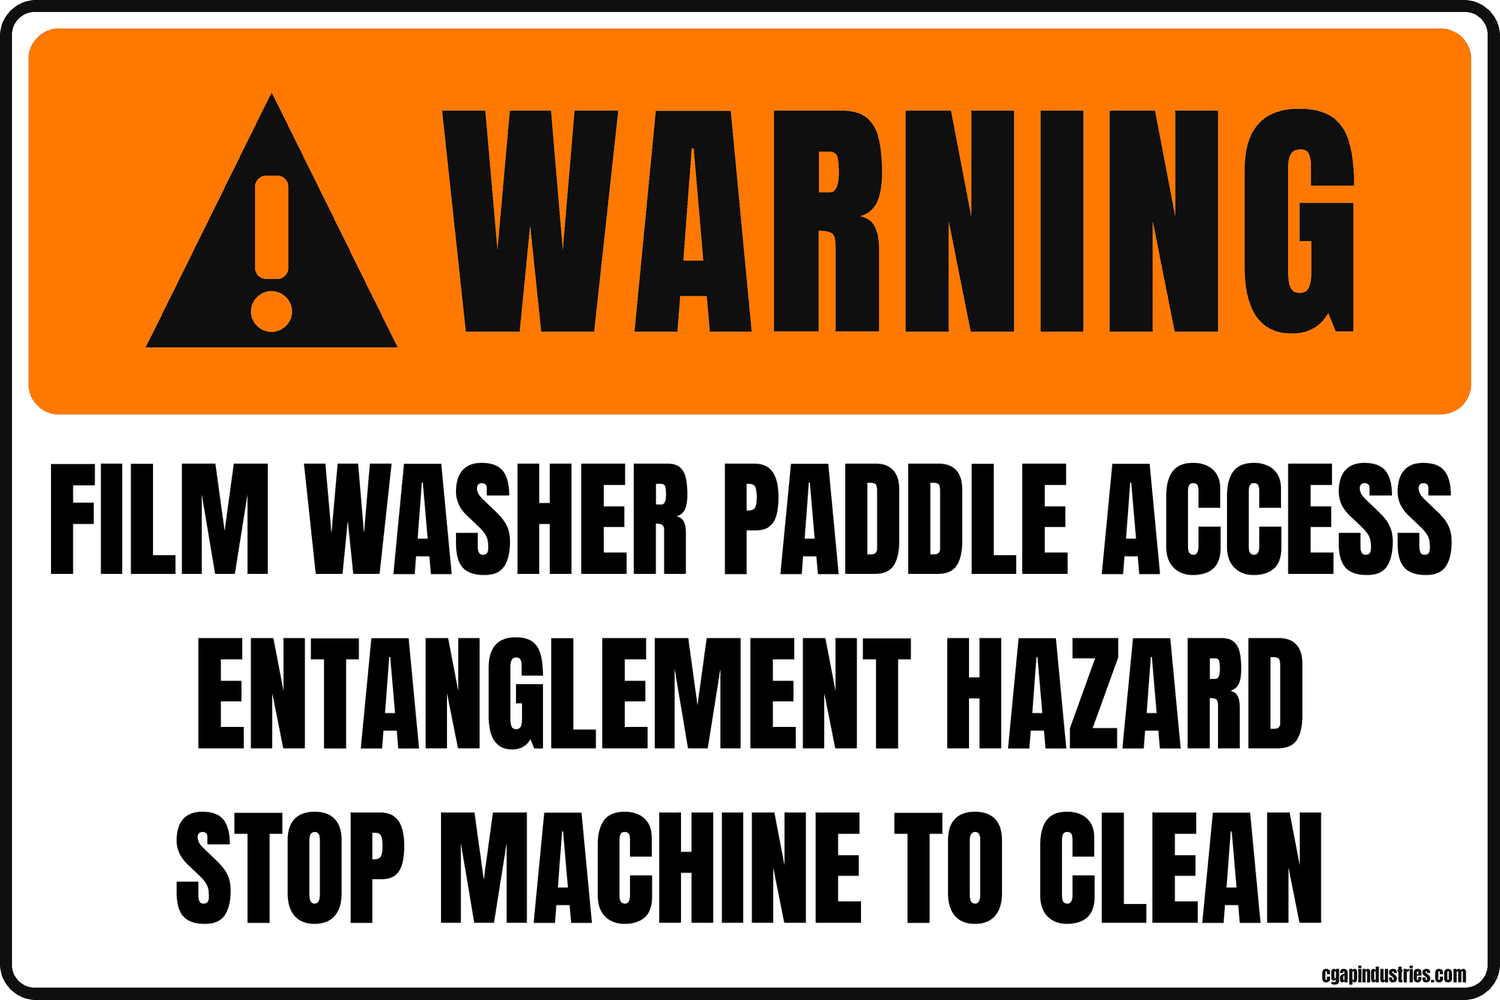 WARNING
FILM WASHER PADDLE ACCESS
ENTANGLEMENT HAZARD
STOP MACHINE TO CLEAN
cgapindustries.com